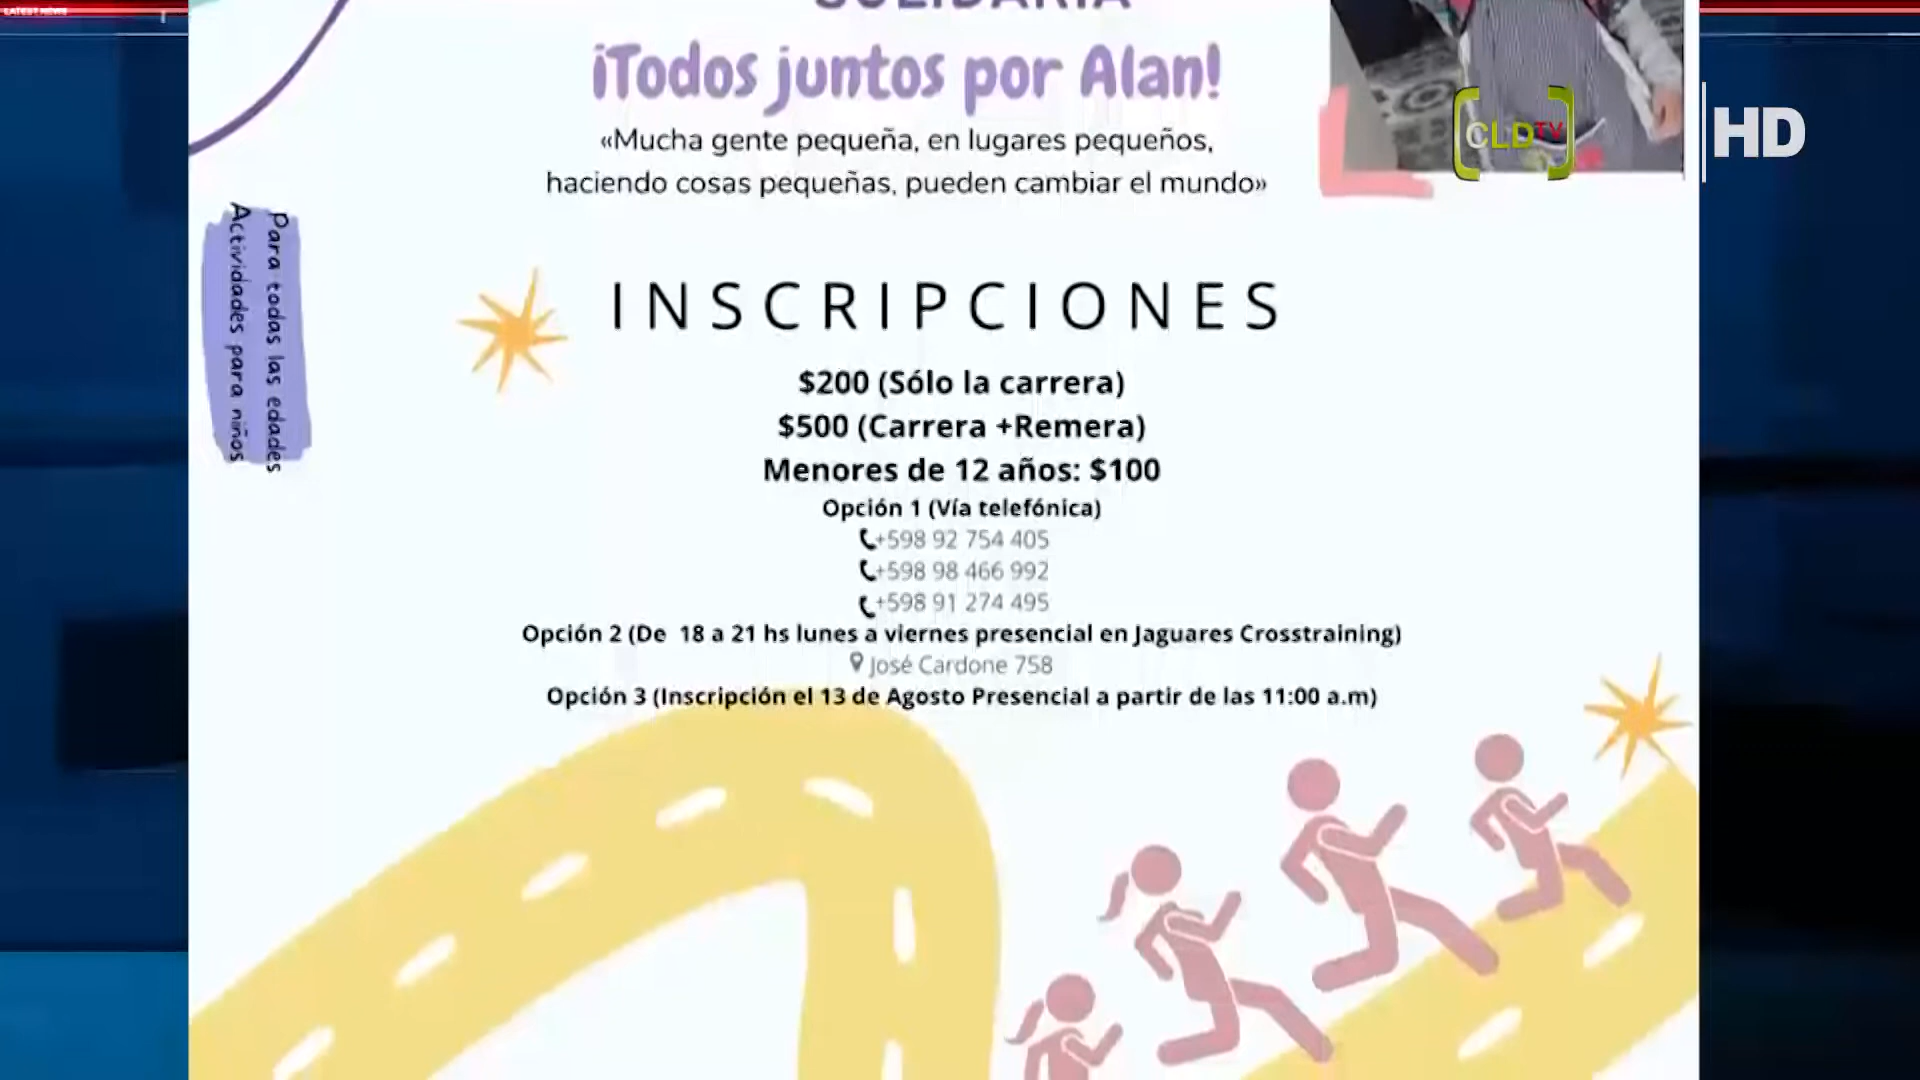 LATEST NEWS
SOLIDARIA
¡Todos juntos por Alan!
«Mucha gente pequeña, en lugares pequeños,
haciendo cosas pequeñas, pueden cambiar el mundo»
CLDTV
HD
Para todas las edades
Actividades para niños
INSCRIPCIONES
$200 (Sólo la carrera)
$500 (Carrera +Remera)
Menores de 12 años: $100
Opción 1 (Vía telefónica)
+598 92 754 405
+598 98 466 992
+598 91 274 495
Opción 2 (De 18 a 21 hs lunes a viernes presencial en Jaguares Crosstraining)
José Cardone 758
Opción 3 (Inscripción el 13 de Agosto Presencial a partir de las 11:00 a.m)